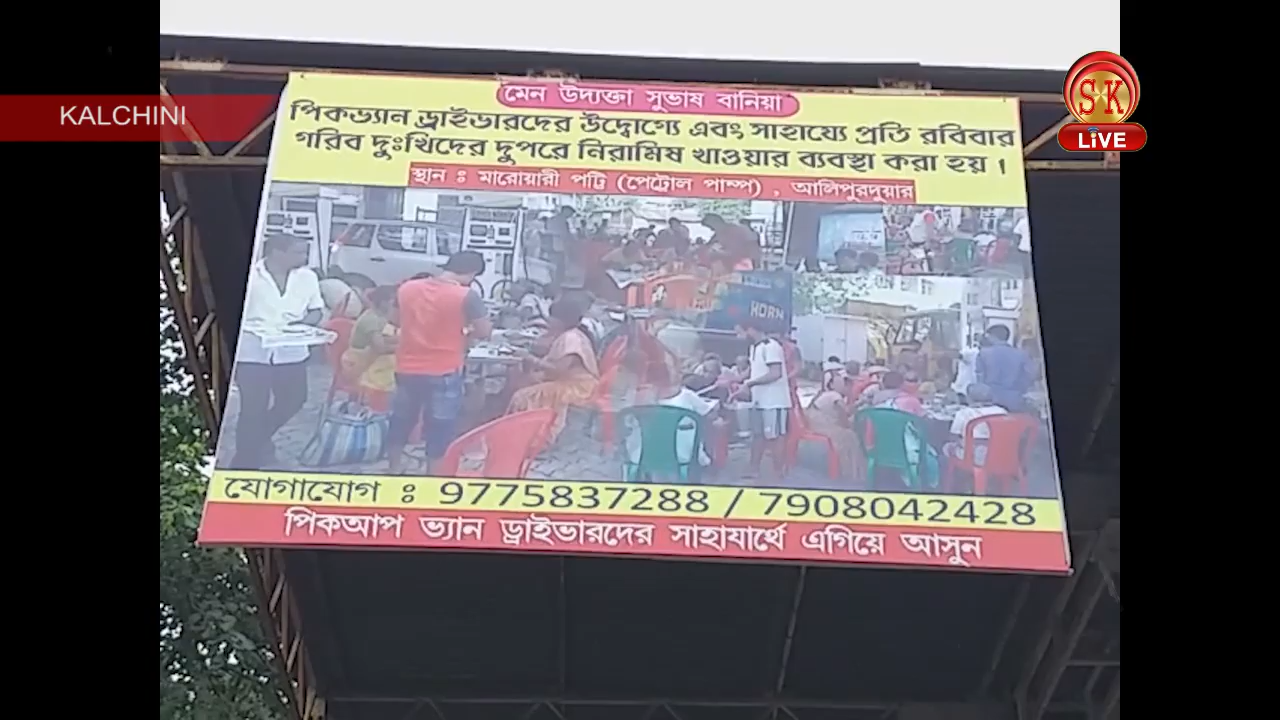 KALCHINI
SK
LiVE
মেন উদ্যক্তা সুভাষ বানিয়া
পিকভ্যান ড্রাইভারদের উদ্বোগ্যে এবং সাহায্যে প্রতি রবিবার
গরিব দুঃখিদের দুপরে নিরামিষ খাওয়ার ব্যবস্থা করা হয় ।
স্থান : মারোয়ারী পট্টি (পেট্রোল পাম্প) , আলিপুরদুয়ার
HORN
যোগাযোগ : 9775837288 / 7908042428
পিকআপ ভ্যান ড্রাইভারদের সাহাযার্থে এগিয়ে আসুন